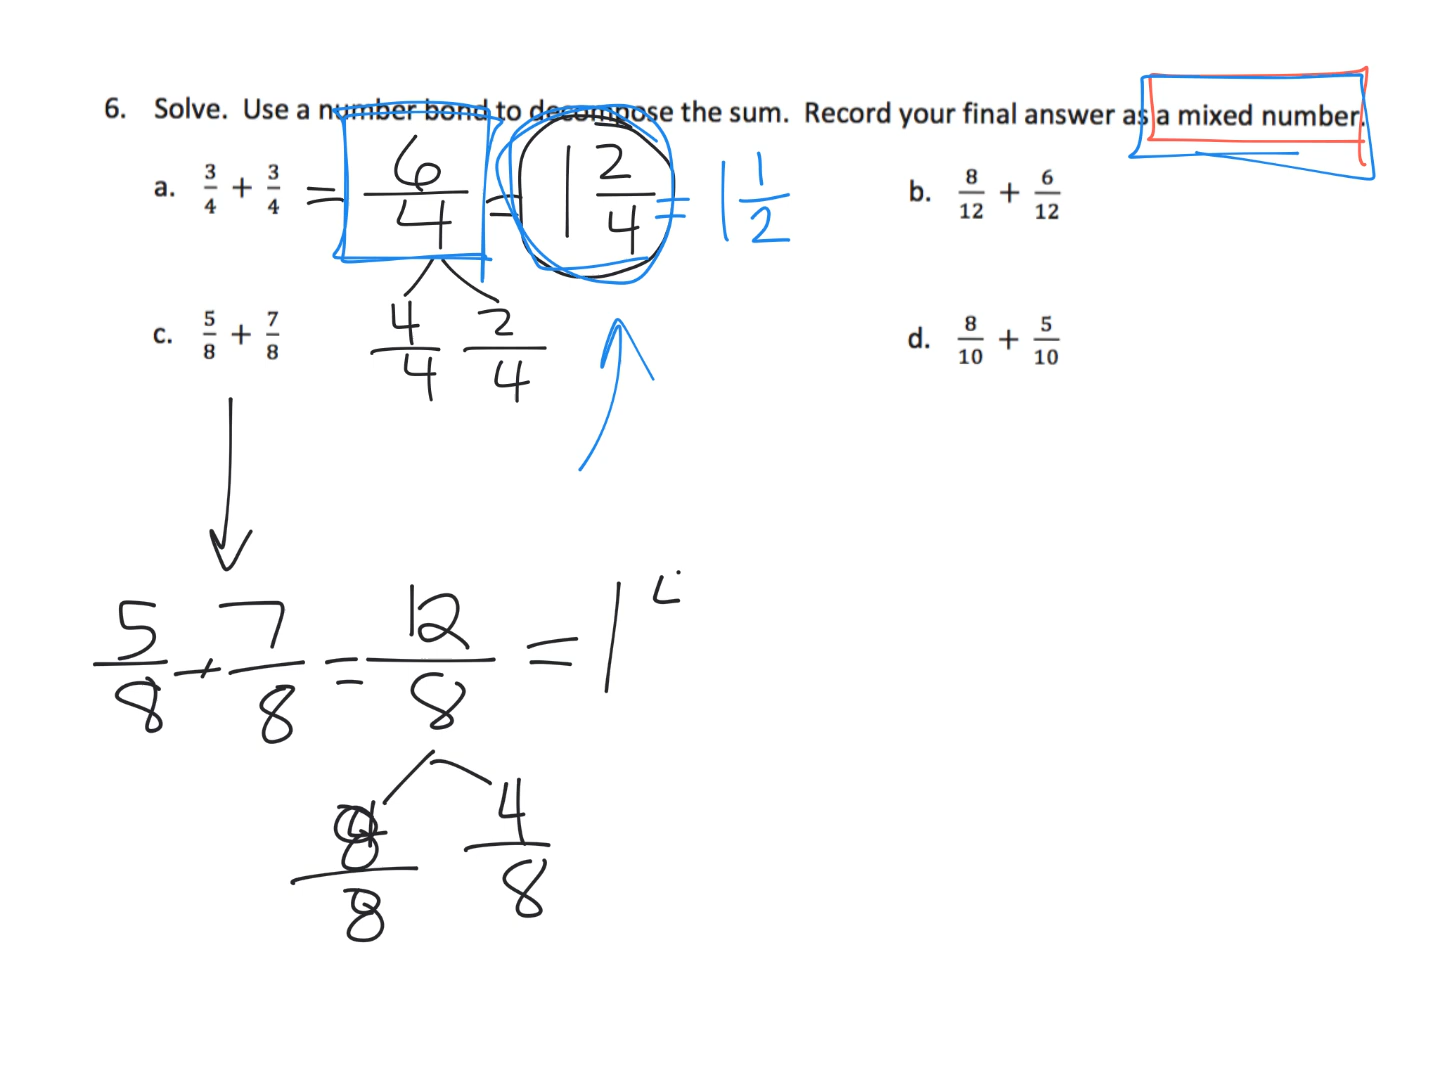 6. Solve. Use a number bond to decompose the sum. Record your final answer as a mixed number.
a. 3/4 + 3/4 = 6/4 = 1 2/4 = 1 1/2
4/4 2/4
b. 8/12 + 6/12
c. 5/8 + 7/8
d. 8/10 + 5/10
5/8 + 7/8 = 12/8 = 1
8/8 4/8